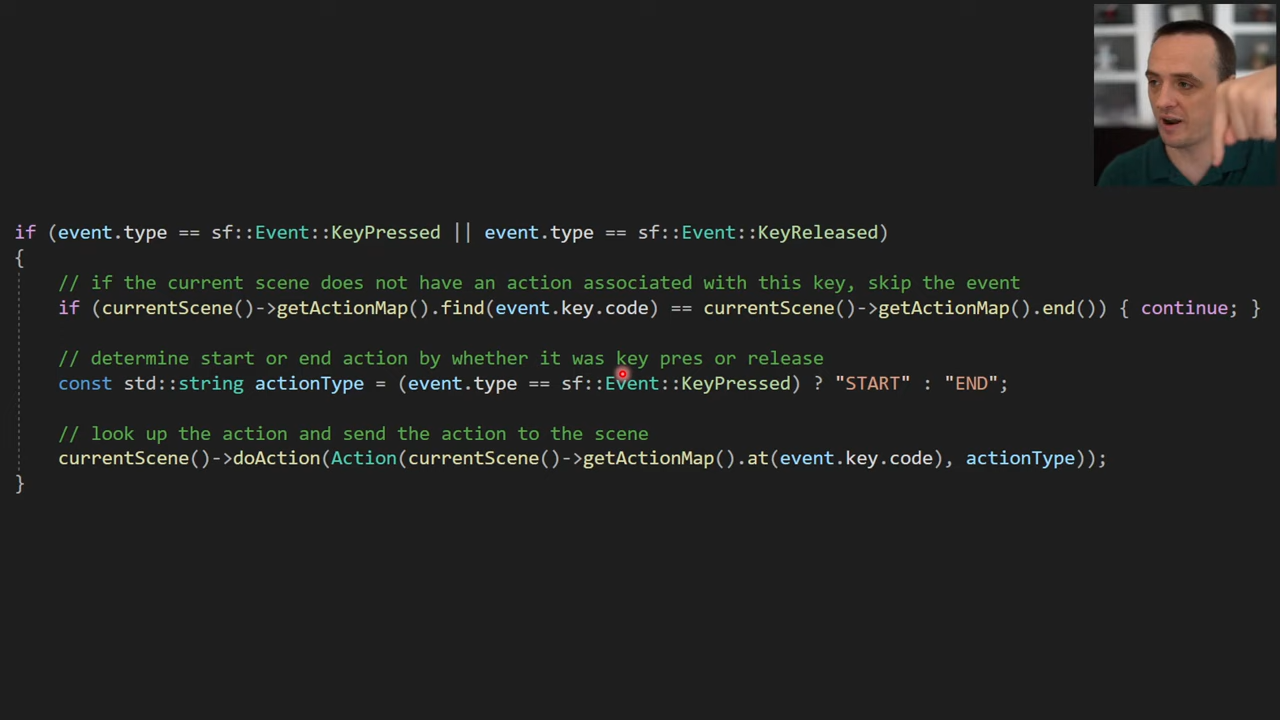 if (event.type == sf::Event::KeyPressed || event.type == sf::Event::KeyReleased)
{
// if the current scene does not have an action associated with this key, skip the event
if (currentScene()->getActionMap().find(event.key.code) == currentScene()->getActionMap().end()) { continue; }
// determine start or end action by whether it was key pres or release
const std::string actionType = (event.type == sf::Event::KeyPressed) ? "START" : "END";
// look up the action and send the action to the scene
currentScene()->doAction(Action(currentScene()->getActionMap().at(event.key.code), actionType));
}